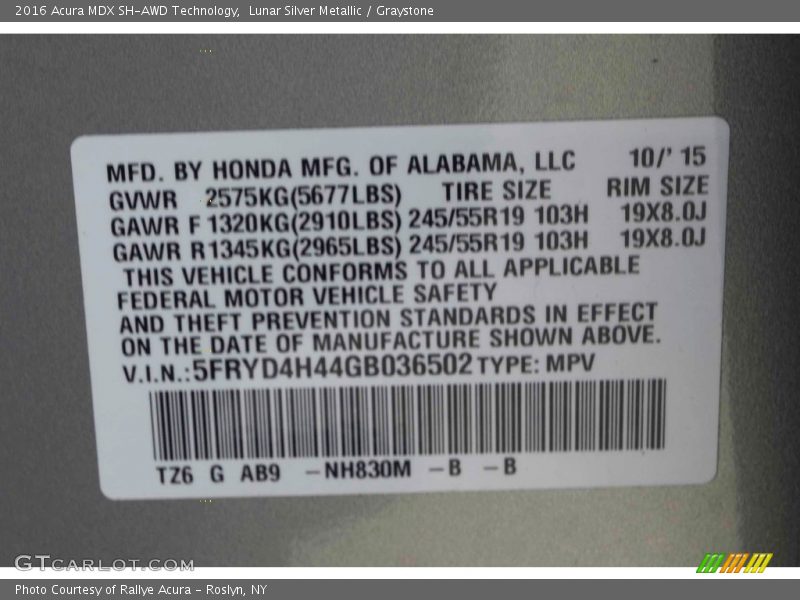 2016 Acura MDX SH-AWD Technology,  Lunar Silver Metallic / Graystone
MFD. BY HONDA MFG. OF ALABAMA, LLC 10/' 15
GVWR 2575KG(5677LBS) TIRE SIZE RIM SIZE
GAWR F 1320KG(2910LBS) 245/55R19 103H 19X8.0J
GAWR R 1345KG(2965LBS) 245/55R19 103H 19X8.0J
THIS VEHICLE CONFORMS TO ALL APPLICABLE
FEDERAL MOTOR VEHICLE SAFETY
AND THEFT PREVENTION STANDARDS IN EFFECT
ON THE DATE OF MANUFACTURE SHOWN ABOVE.
V.I.N.:5FRYD4H44GB036502 TYPE: MPV
TZ6 G AB9 -NH830M -B -B
GTCARLOT.COM
Photo Courtesy of Rallye Acura - Roslyn, NY